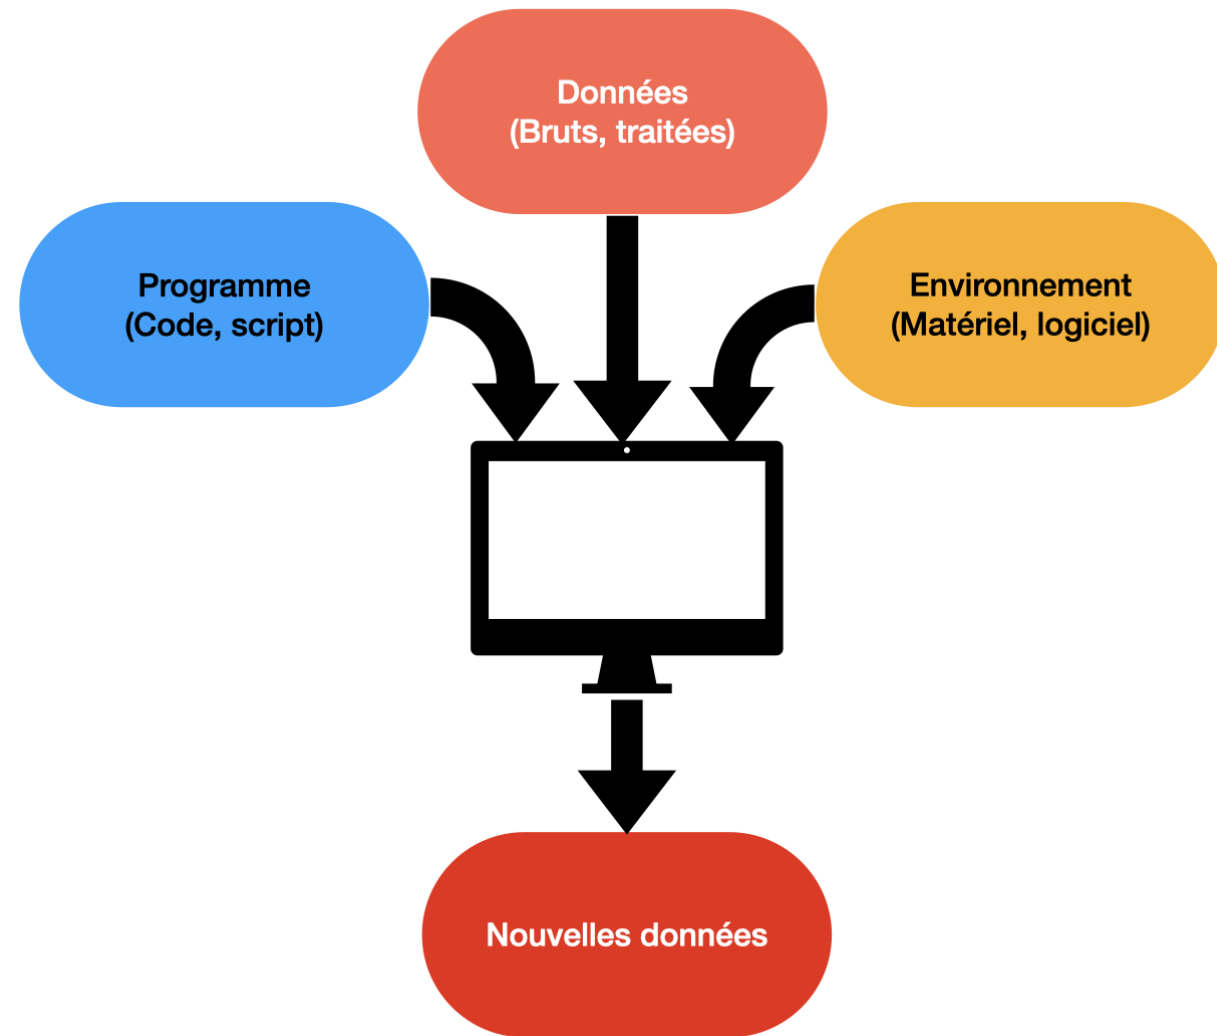 Données
(Bruts, traitées)
Programme
(Code, script)
Environnement
(Matériel, logiciel)
Nouvelles données